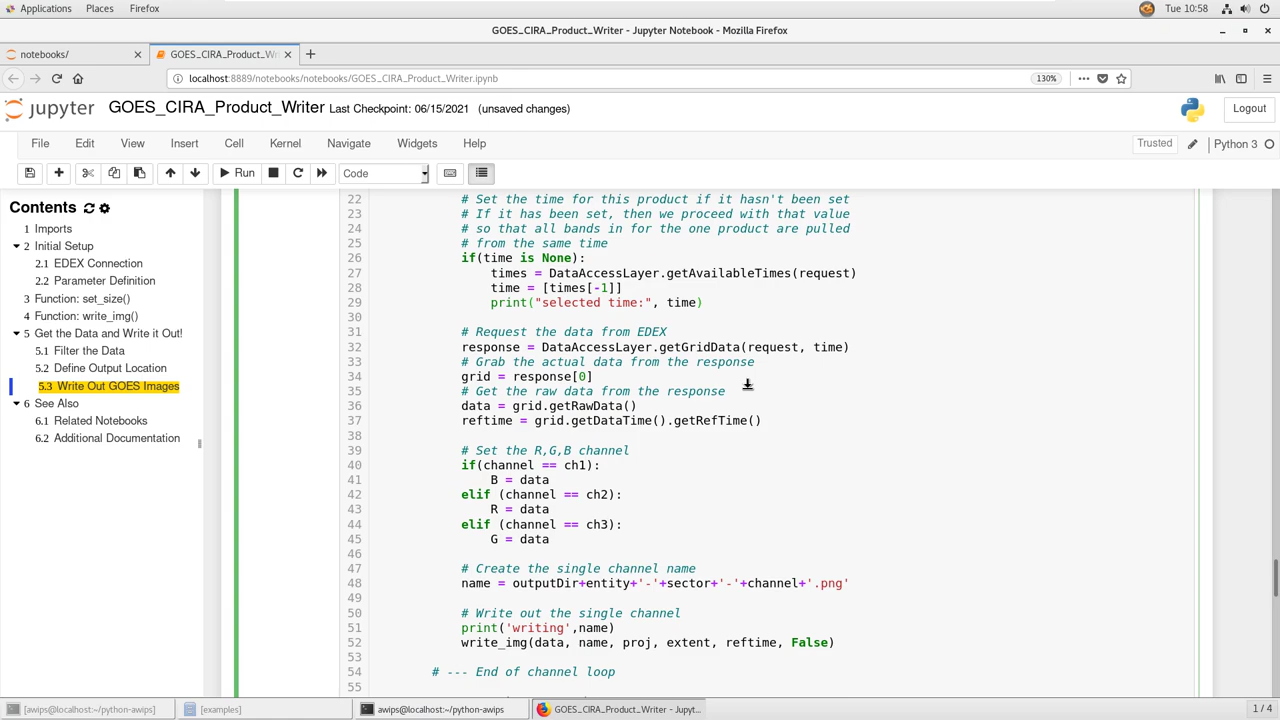 Applications Places Firefox Tue 10:58
GOES_CIRA_Product_Writer - Jupyter Notebook - Mozilla Firefox
notebooks/ GOES_CIRA_Product_Wr
localhost:8889/notebooks/notebooks/GOES_CIRA_Product_Writer.ipynb 130%
jupyter GOES_CIRA_Product_Writer Last Checkpoint: 06/15/2021 (unsaved changes) Logout
File Edit View Insert Cell Kernel Navigate Widgets Help Trusted Python 3
Run Code
Contents
1 Imports
2 Initial Setup
2.1 EDEX Connection
2.2 Parameter Definition
3 Function: set_size()
4 Function: write_img()
5 Get the Data and Write it Out!
5.1 Filter the Data
5.2 Define Output Location
5.3 Write Out GOES Images
6 See Also
6.1 Related Notebooks
6.2 Additional Documentation
22 # Set the time for this product if it hasn't been set
23 # If it has been set, then we proceed with that value
24 # so that all bands in for the one product are pulled
25 # from the same time
26 if(time is None):
27 times = DataAccessLayer.getAvailableTimes(request)
28 time = [times[-1]]
29 print("selected time:", time)
30
31 # Request the data from EDEX
32 response = DataAccessLayer.getGridData(request, time)
33 # Grab the actual data from the response
34 grid = response[0]
35 # Get the raw data from the response
36 data = grid.getRawData()
37 reftime = grid.getDataTime().getRefTime()
38
39 # Set the R,G,B channel
40 if(channel == ch1):
41 B = data
42 elif (channel == ch2):
43 R = data
44 elif (channel == ch3):
45 G = data
46
47 # Create the single channel name
48 name = outputDir+entity+'-'+sector+'-'+channel+'.png'
49
50 # Write out the single channel
51 print('writing',name)
52 write_img(data, name, proj, extent, reftime, False)
53
54 # --- End of channel loop
55
[awips@localhost:~/python-awips] [examples] awips@localhost:~/python-awips GOES_CIRA_Product_Writer - Jupyt... 1 / 4